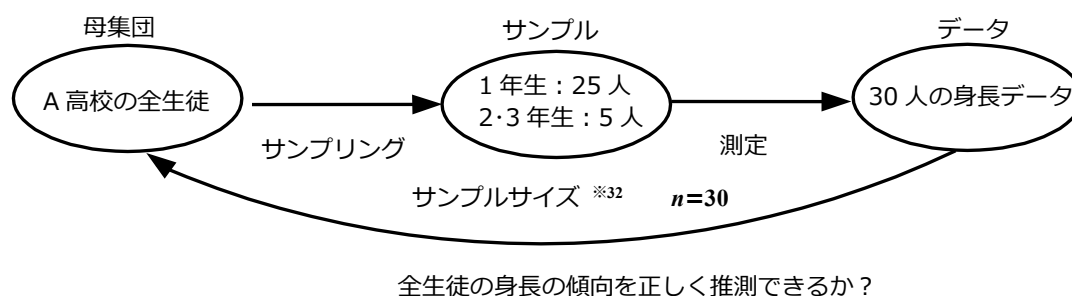 母集団
サンプル
データ
A 高校の全生徒
1 年生：25 人
2･3 年生：5 人
30 人の身長データ
サンプリング
測定
サンプルサイズ ※32 n=30
全生徒の身長の傾向を正しく推測できるか？